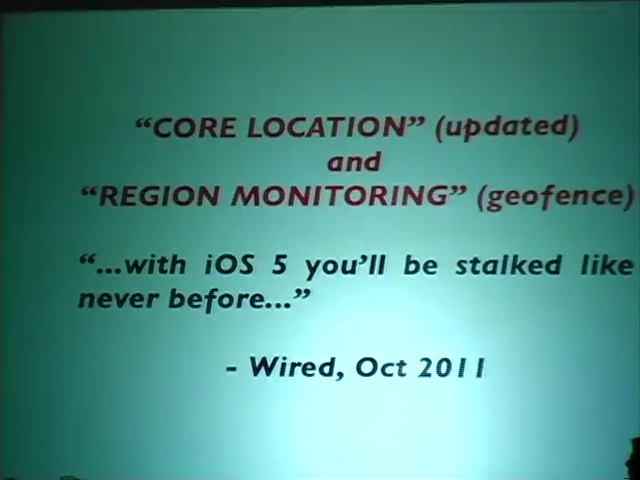 “CORE LOCATION” (updated)
and
“REGION MONITORING” (geofence)
“...with iOS 5 you’ll be stalked like
never before...”
- Wired, Oct 2011